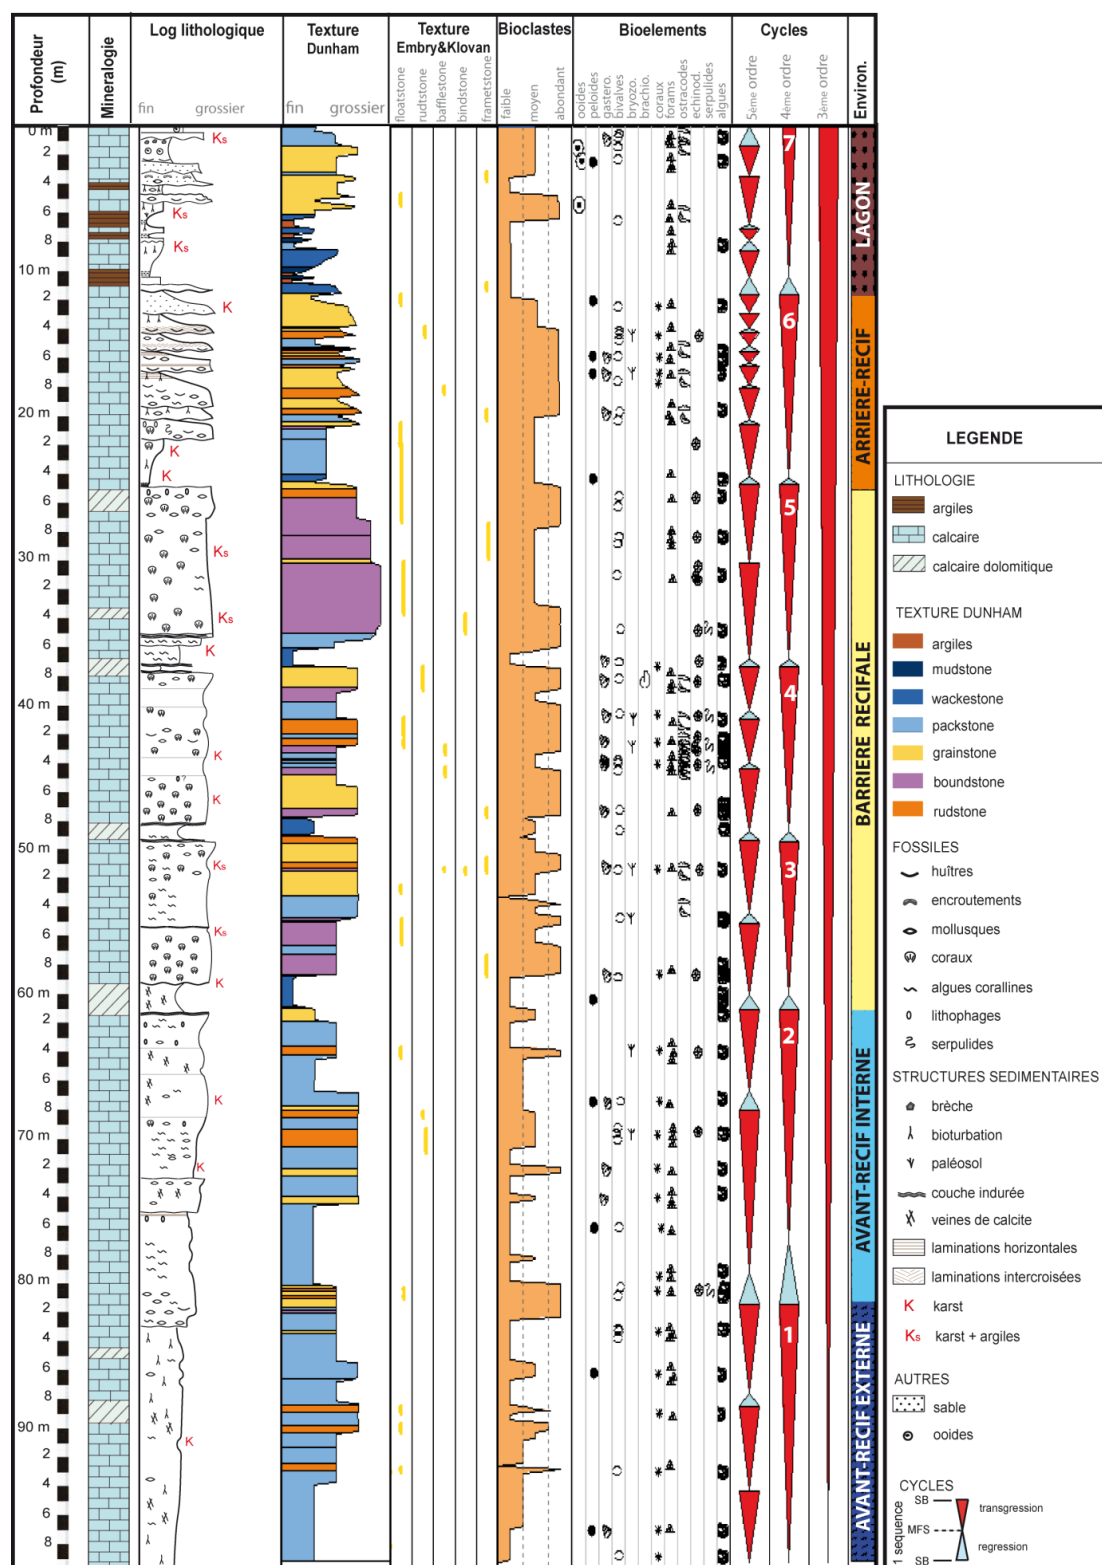 Profondeur (m)
Mineralogie
Log lithologique
fin grossier
Texture
Dunham
fin grossier
Texture
Embry&Klovan
floatstone
rudtstone
bafflestone
bindstone
frametstone
Bioclastes
faible
moyen
abondant
Bioelements
ooides
peloides
gastero.
bivalves
bryozo.
brachio.
coraux
forams
ostracodes
echinod.
serpulides
algues
Cycles
5ème ordre
4ème ordre
3ème ordre
Environ.
0 m
2
4
6
8
10 m
2
4
6
8
20 m
2
4
6
8
30 m
2
4
6
8
40 m
2
4
6
8
50 m
2
4
6
8
60 m
2
4
6
8
70 m
2
4
6
8
80 m
2
4
6
8
90 m
2
4
6
8
Ks
Ks
Ks
K
K
K
Ks
Ks
K
K
K
Ks
Ks
K
K
K
K
7
6
5
4
3
2
1
LAGON
ARRIERE-RECIF
BARRIERE RECIFALE
AVANT-RECIF INTERNE
AVANT-RECIF EXTERNE
LEGENDE
LITHOLOGIE
argiles
calcaire
calcaire dolomitique
TEXTURE DUNHAM
argiles
mudstone
wackestone
packstone
grainstone
boundstone
rudstone
FOSSILES
huîtres
encroutements
mollusques
coraux
algues corallines
lithophages
serpulides
STRUCTURES SEDIMENTAIRES
brèche
bioturbation
paléosol
couche indurée
veines de calcite
laminations horizontales
laminations intercroisées
K karst
Ks karst + argiles
AUTRES
sable
ooides
CYCLES
1 sequence
SB
MFS
SB
transgression
regression